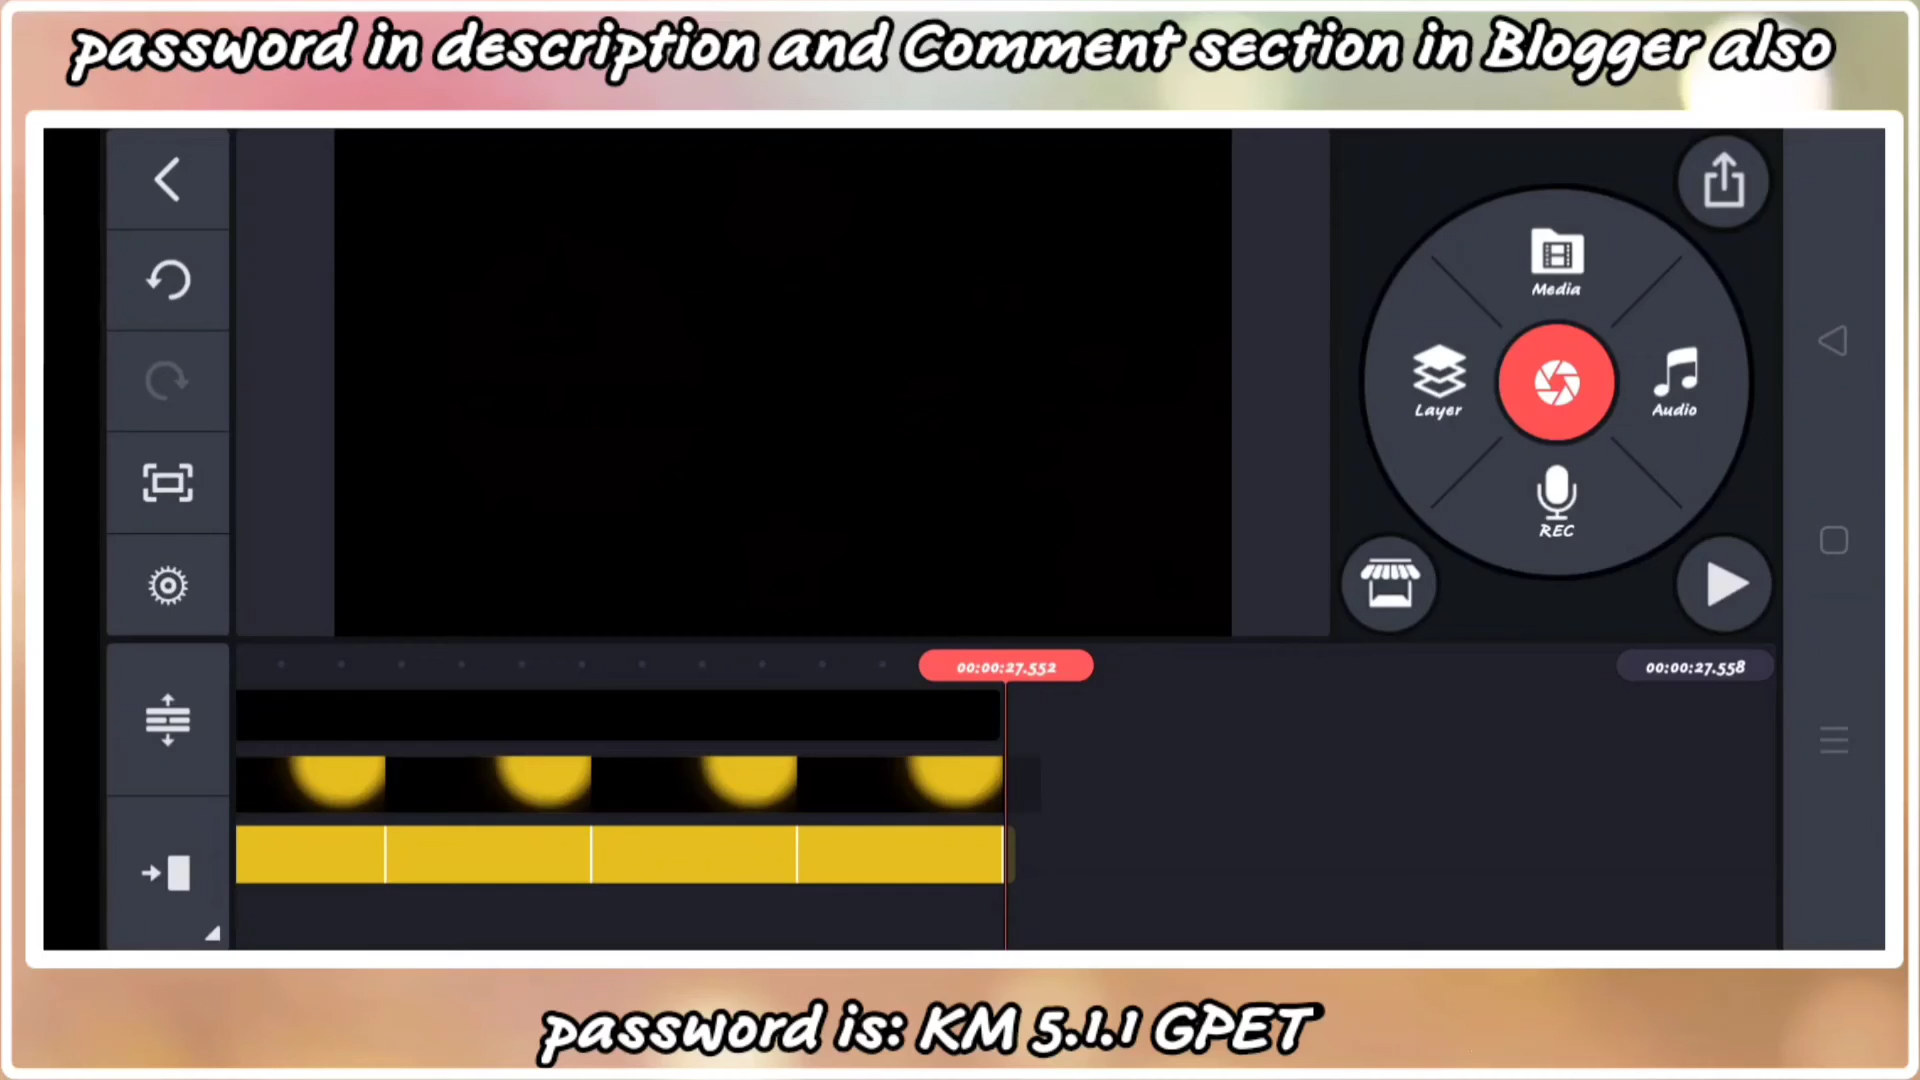 password in description and Comment section in Blogger also
Media
Layer
Audio
REC
00:00:27.552
00:00:27.558
password is: KM 5.1.1 GPET